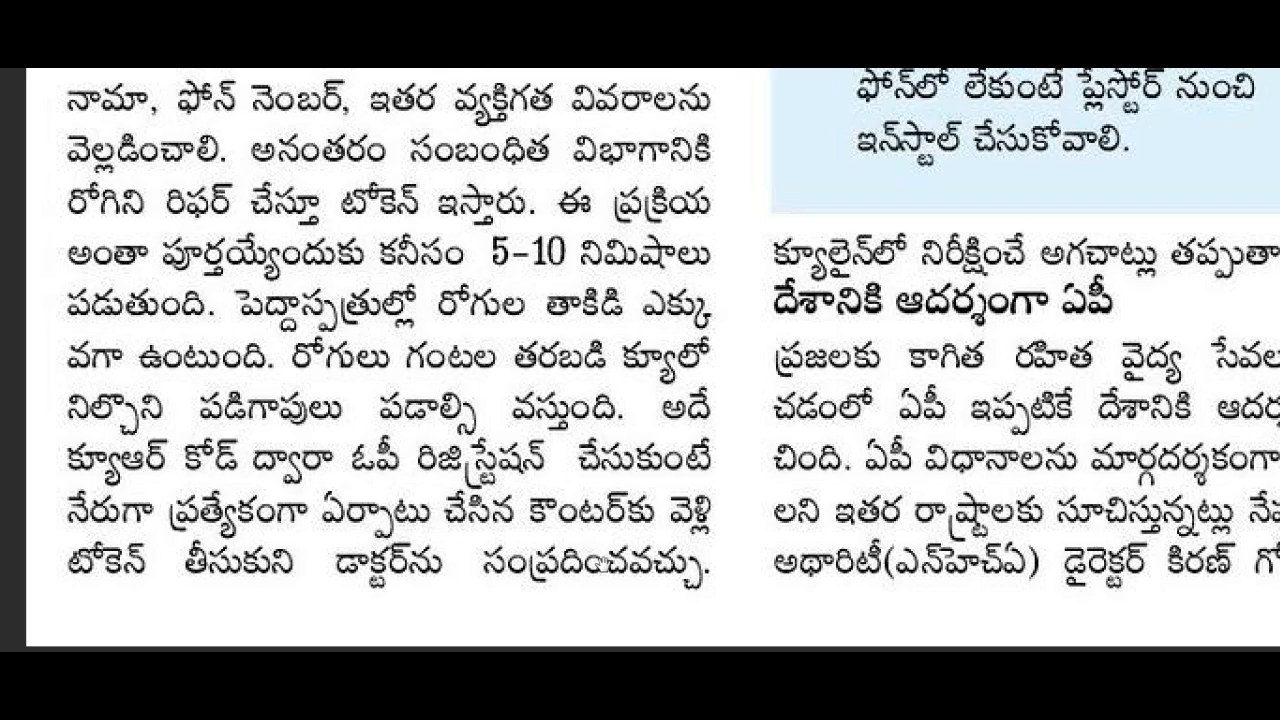 నామా, ఫోన్ నెంబర్, ఇతర వ్యక్తిగత వివరాలను
వెల్లడించాలి. అనంతరం సంబంధిత విభాగానికి
రోగిని రిఫర్ చేస్తూ టోకెన్ ఇస్తారు. ఈ ప్రక్రియ
అంతా పూర్తయ్యేందుకు కనీసం 5-10 నిమిషాలు
పడుతుంది. పెద్దాస్పత్రుల్లో రోగుల తాకిడి ఎక్కు
వగా ఉంటుంది. రోగులు గంటల తరబడి క్యూలో
నిల్చొని పడిగాపులు పడాల్సి వస్తుంది. అదే
క్యూఆర్ కోడ్ ద్వారా ఓపీ రిజిస్ట్రేషన్ చేసుకుంటే
నేరుగా ప్రత్యేకంగా ఏర్పాటు చేసిన కౌంటర్‌కు వెళ్లి
టోకెన్ తీసుకుని డాక్టర్‌ను సంప్రదించవచ్చు.
ఫోన్‌లో లేకుంటే ప్లేస్టోర్ నుంచి
ఇన్‌స్టాల్ చేసుకోవాలి.
క్యూలైన్‌లో నిరీక్షించే అగచాట్లు
దేశానికి ఆదర్శంగా ఏపీ
ప్రజలకు కాగిత రహిత వైద్య
చడంలో ఏపీ ఇప్పటికే దేశానికి
చింది. ఏపీ విధానాలను మార్గదర్శకంగా
లని ఇతర రాష్ట్రాలకు సూచిస్తున్నట్లు
అథారిటీ(ఎన్‌హెచ్‌ఏ) డైరెక్టర్ కిరణ్